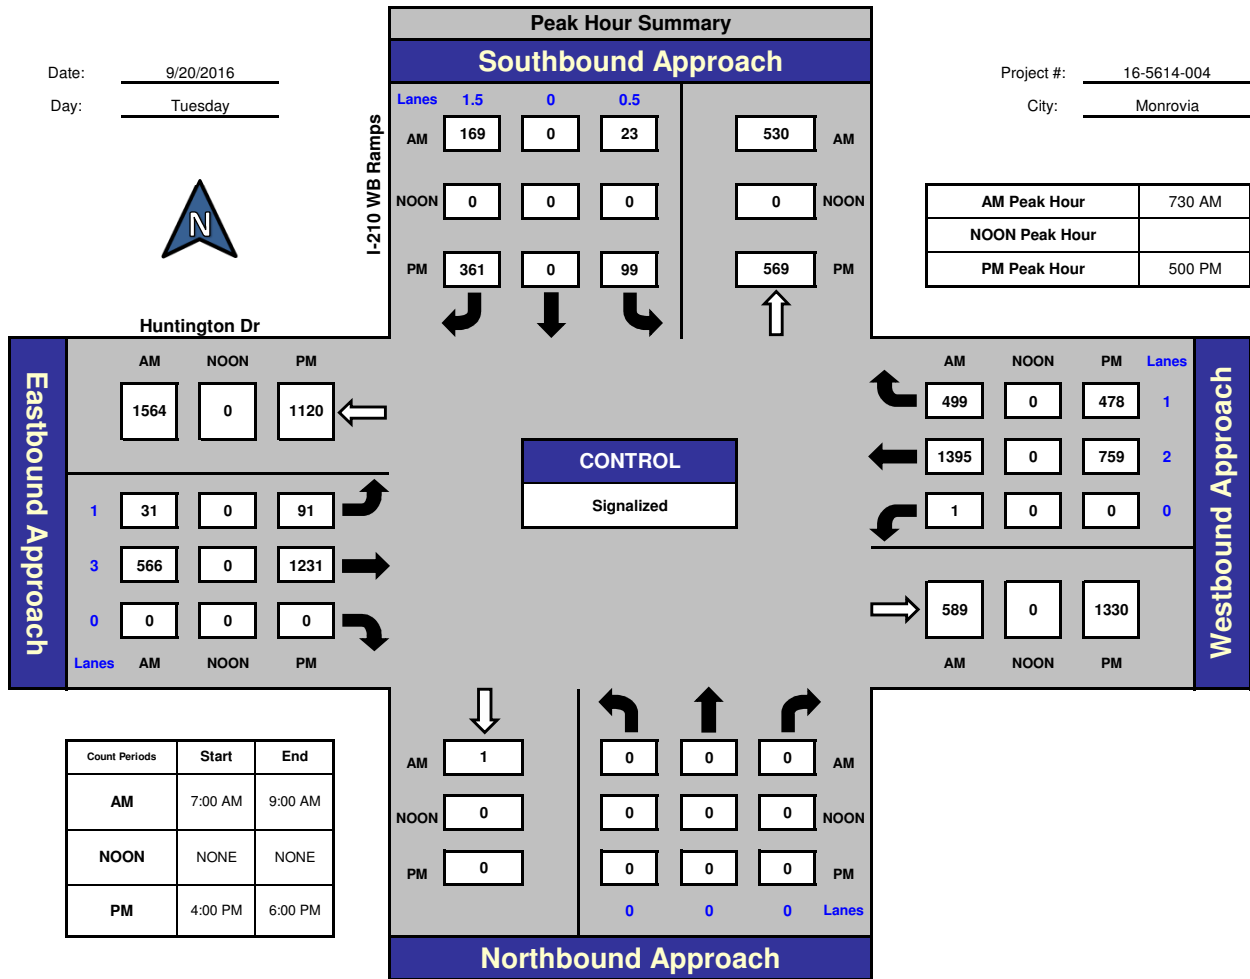 Peak Hour Summary
Southbound Approach
Date: 9/20/2016
Day: Tuesday
Project #: 16-5614-004
City: Monrovia
N
I-210 WB Ramps
Lanes 1.5 0 0.5
AM 169 0 23 530 AM
NOON 0 0 0 0 NOON
PM 361 0 99 569 PM
AM Peak Hour 730 AM
NOON Peak Hour
PM Peak Hour 500 PM
Huntington Dr
Eastbound Approach
AM NOON PM
1564 0 1120
1 31 0 91
3 566 0 1231
0 0 0 0
Lanes AM NOON PM
CONTROL
Signalized
AM NOON PM Lanes
499 0 478 1
1395 0 759 2
1 0 0 0
589 0 1330
AM NOON PM
Westbound Approach
Count Periods Start End
AM 7:00 AM 9:00 AM
NOON NONE NONE
PM 4:00 PM 6:00 PM
AM 1 0 0 0 AM
NOON 0 0 0 0 NOON
PM 0 0 0 0 PM
0 0 0 Lanes
Northbound Approach